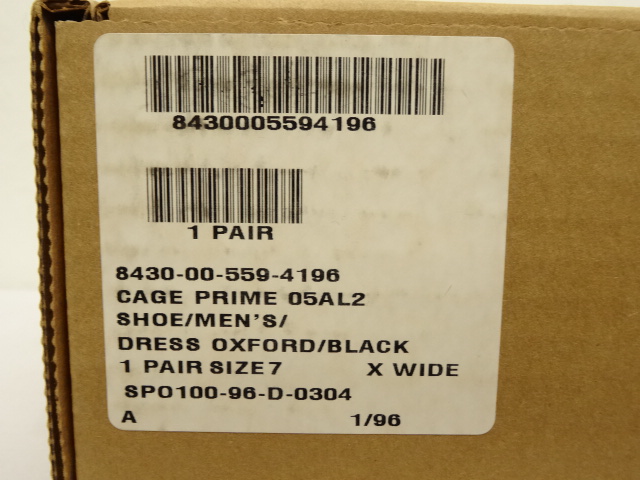 8430005594196
1 PAIR
8430-00-559-4196
CAGE PRIME 05AL2
SHOE/MEN'S/
DRESS OXFORD/BLACK
1 PAIR SIZE 7 X WIDE
SPO100-96-D-0304
A 1/96